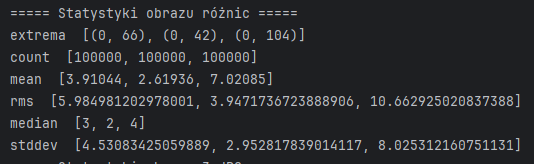 ===== Statystyki obrazu różnic =====
extrema  [(0, 66), (0, 42), (0, 104)]
count  [100000, 100000, 100000]
mean  [3.91044, 2.61936, 7.02085]
rms  [5.984981202978001, 3.9471736723888906, 10.662925020837388]
median  [3, 2, 4]
stddev  [4.53083425059889, 2.952817839014117, 8.025312160751131]